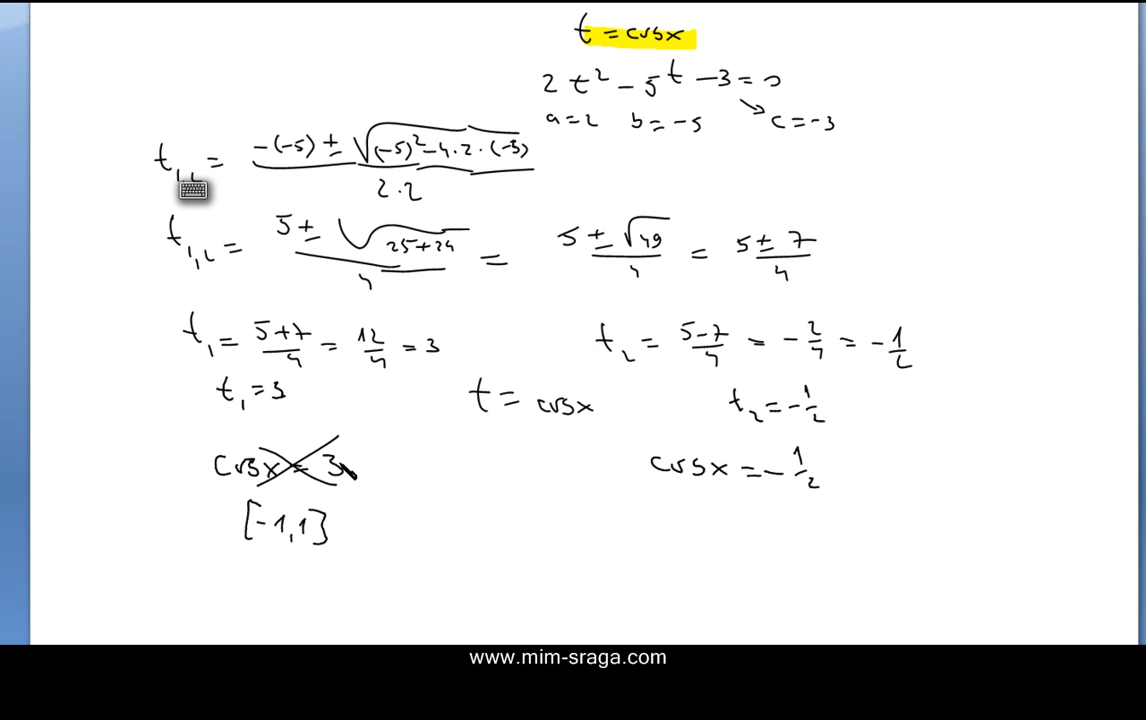 t = cosx
2t² - 5t - 3 = 0
a=2 b=-5 c=-3
t₁,₂ = (-(-5) ± √((-5)² - 4·2·(-3))) / (2·2)
t₁,₂ = (5 ± √(25+24)) / 4 = (5 ± √49) / 4 = (5 ± 7) / 4
t₁ = (5+7)/4 = 12/4 = 3 t₂ = (5-7)/4 = -2/4 = -1/2
t₁ = 3 t = cosx t₂ = -1/2
cosx = 3 cosx = -1/2
[-1,1]
www.mim-sraga.com